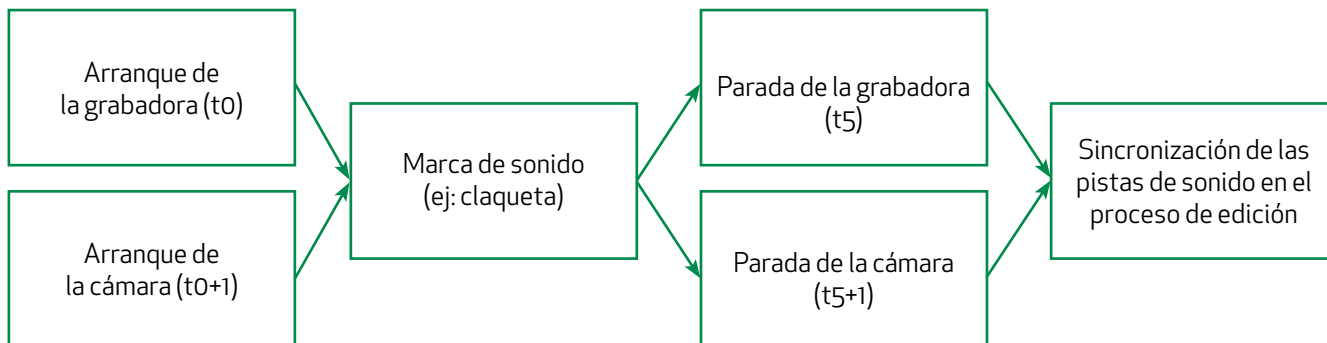 Arranque de
la grabadora (t0)
Arranque de
la cámara (t0+1)
Marca de sonido
(ej: claqueta)
Parada de la grabadora
(t5)
Parada de la cámara
(t5+1)
Sincronización de las
pistas de sonido en el
proceso de edición